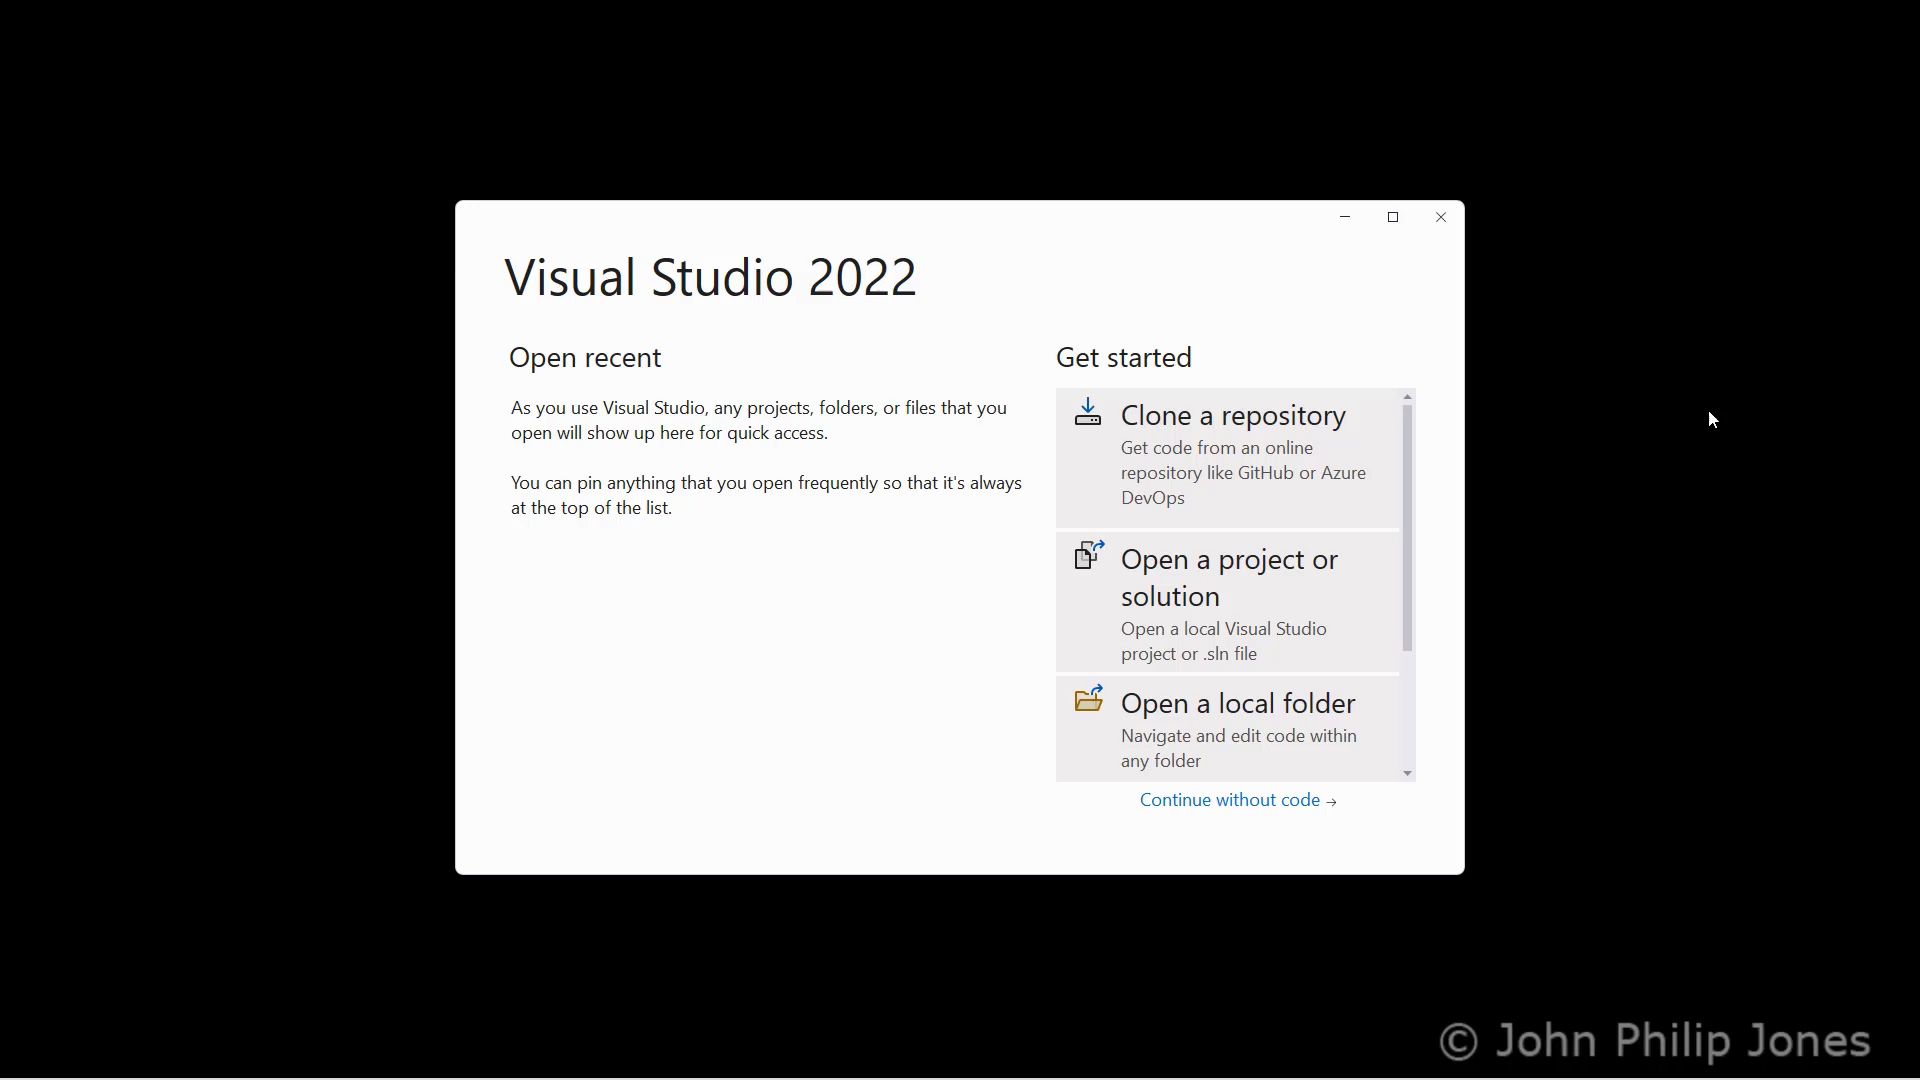 Visual Studio 2022
Open recent
As you use Visual Studio, any projects, folders, or files that you
open will show up here for quick access.
You can pin anything that you open frequently so that it's always
at the top of the list.
Get started
Clone a repository
Get code from an online
repository like GitHub or Azure
DevOps
Open a project or
solution
Open a local Visual Studio
project or .sln file
Open a local folder
Navigate and edit code within
any folder
Continue without code →
© John Philip Jones